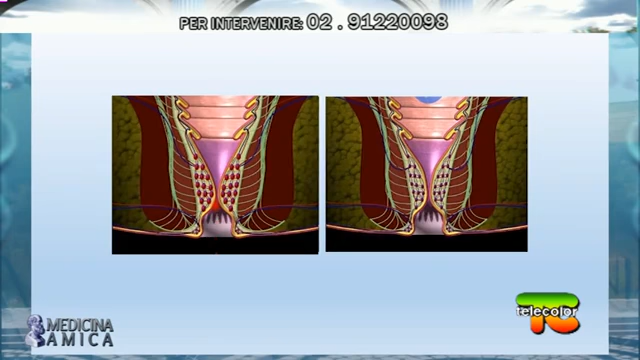 PER INTERVENIRE: 02 . 91220098
MEDICINA
AMICA
telecolor